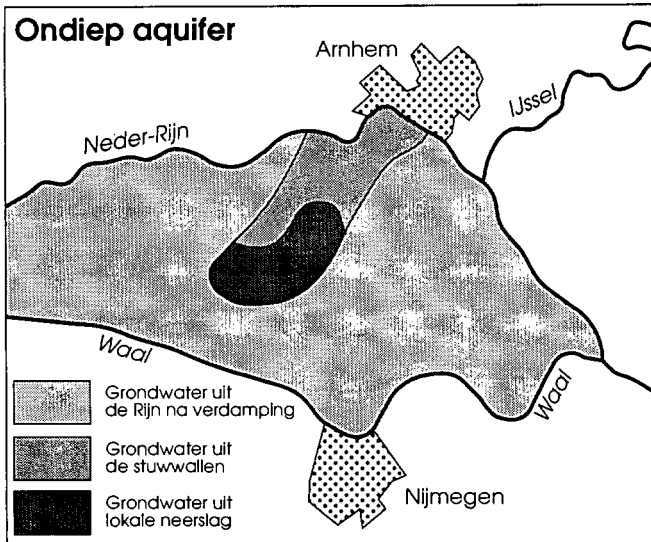 Ondiep aquifer
Arnhem
IJssel
Neder-Rijn
Waal
Waal
Grondwater uit
de Rijn na verdamping
Grondwater uit
de stuwwallen
Grondwater uit
lokale neerslag
Nijmegen